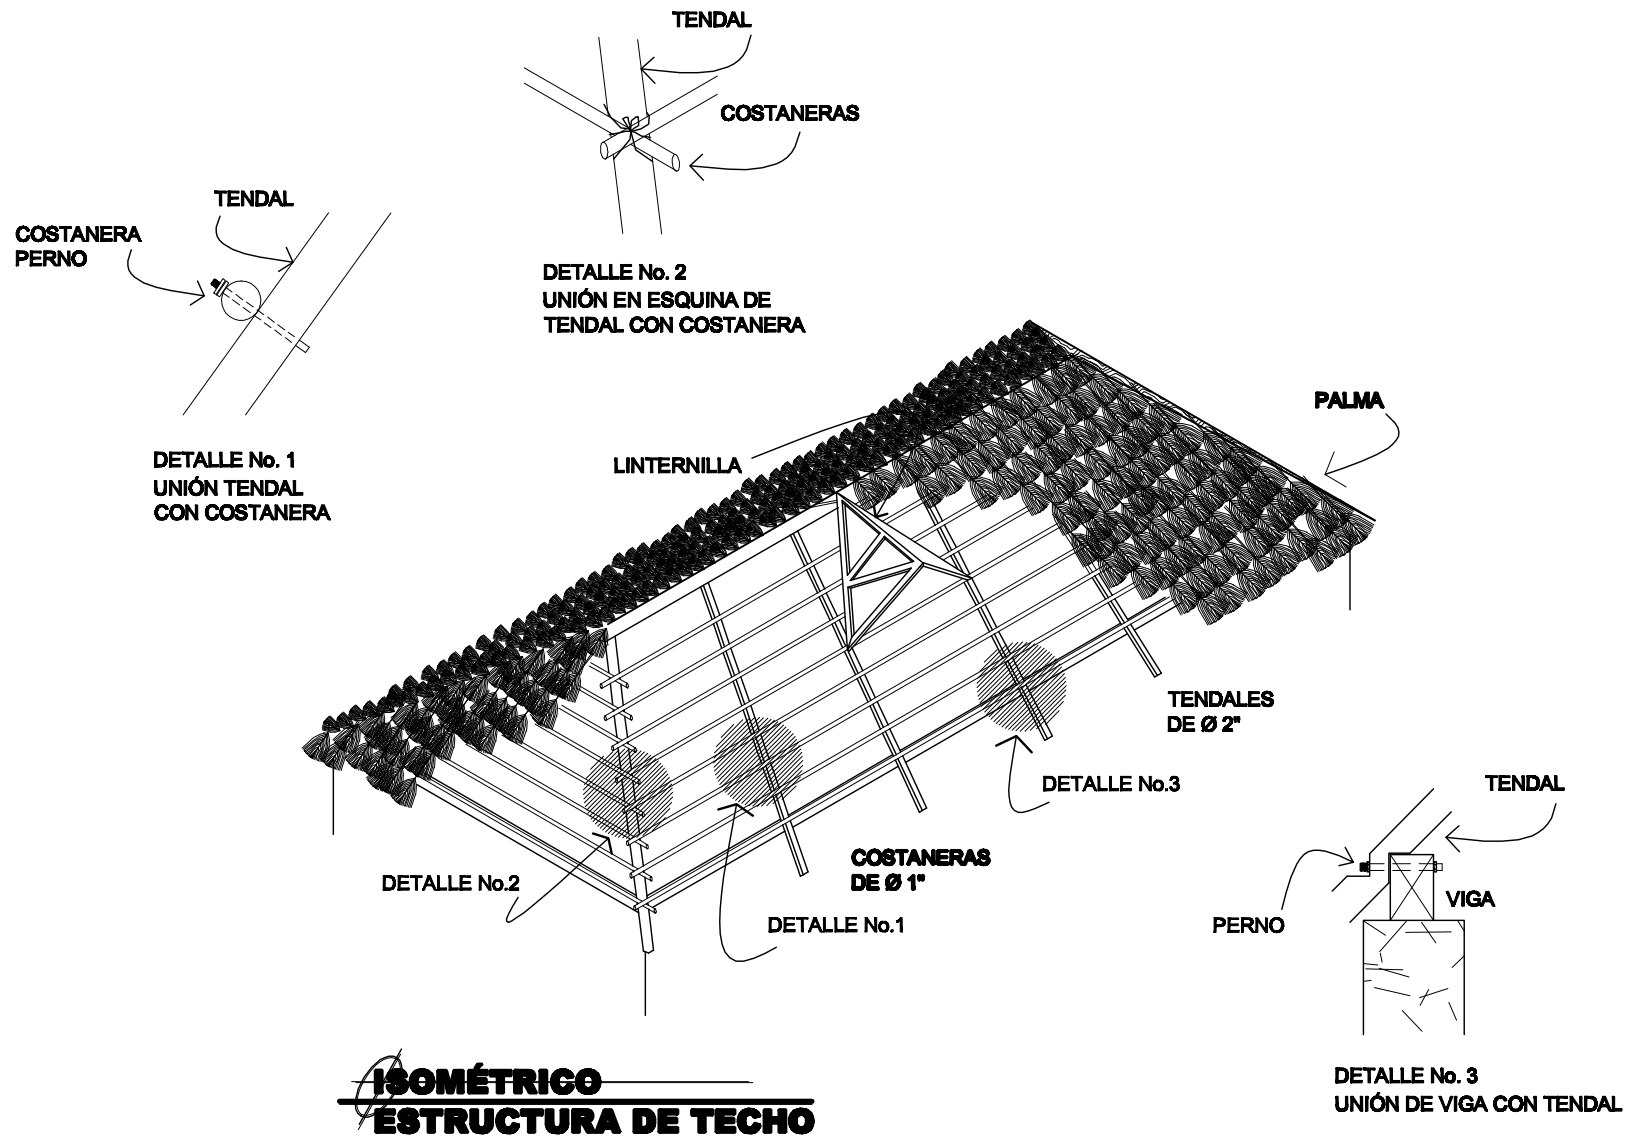 TENDAL
COSTANERAS
DETALLE No. 2
UNIÓN EN ESQUINA DE
TENDAL CON COSTANERA
TENDAL
COSTANERA
PERNO
DETALLE No. 1
UNIÓN TENDAL
CON COSTANERA
LINTERNILLA
PALMA
TENDALES
DE Ø 2"
DETALLE No.3
COSTANERAS
DE Ø 1"
DETALLE No.2
DETALLE No.1
TENDAL
VIGA
PERNO
DETALLE No. 3
UNIÓN DE VIGA CON TENDAL
ISOMÉTRICO
ESTRUCTURA DE TECHO